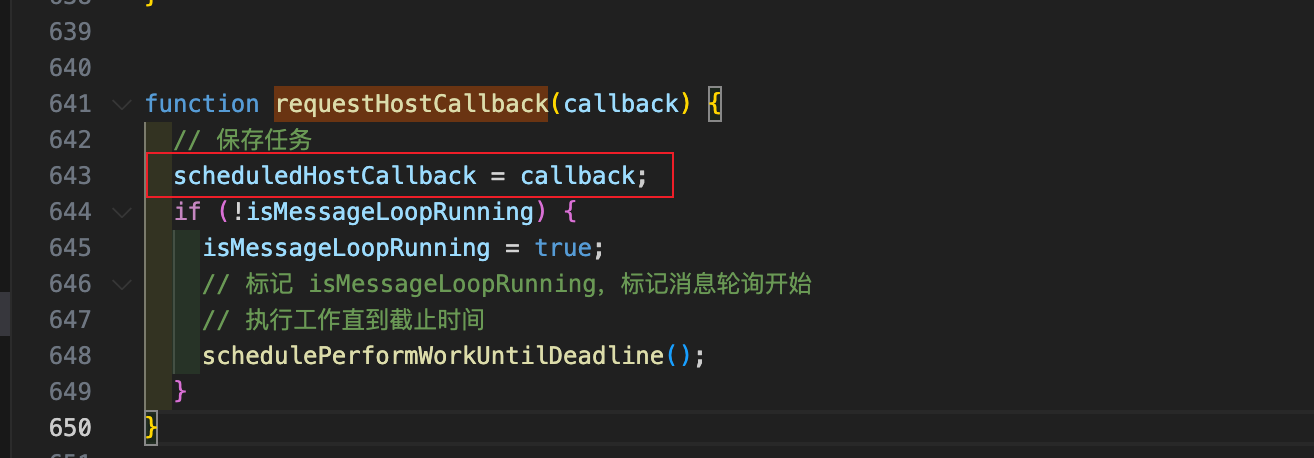 639
640
641 function requestHostCallback(callback) {
642 // 保存任务
643 scheduledHostCallback = callback;
644 if (!isMessageLoopRunning) {
645 isMessageLoopRunning = true;
646 // 标记 isMessageLoopRunning，标记消息轮询开始
647 // 执行工作直到截止时间
648 schedulePerformWorkUntilDeadline();
649 }
650 }